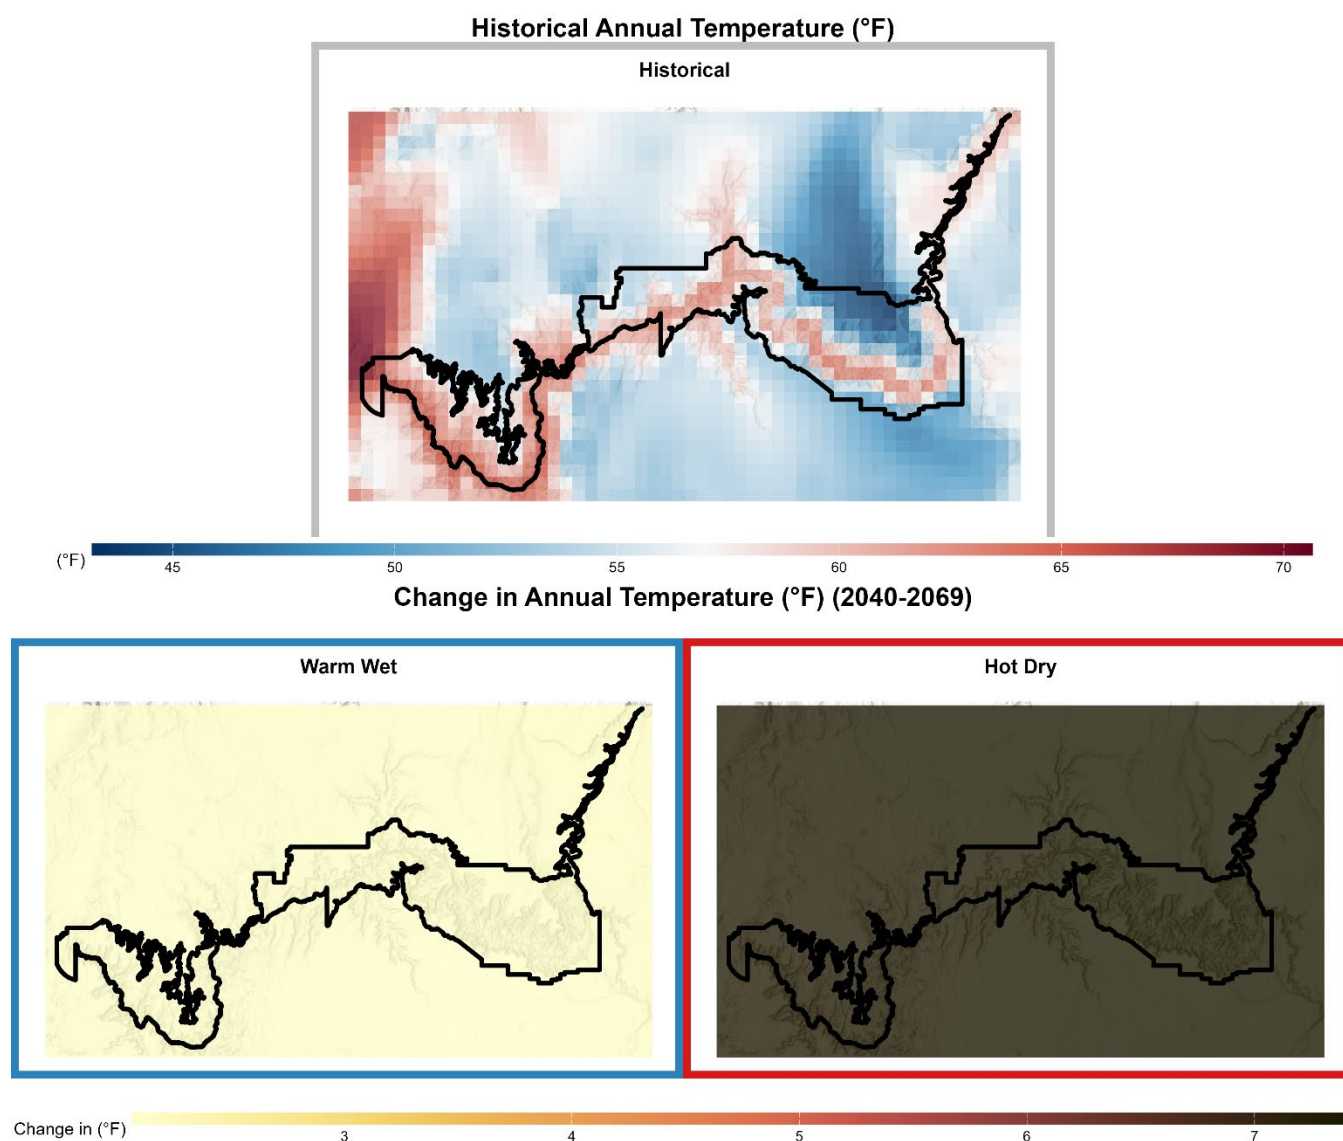 Historical Annual Temperature (°F)
Historical
(°F)
45 50 55 60 65 70
Change in Annual Temperature (°F) (2040-2069)
Warm Wet
Hot Dry
Change in (°F)
3 4 5 6 7